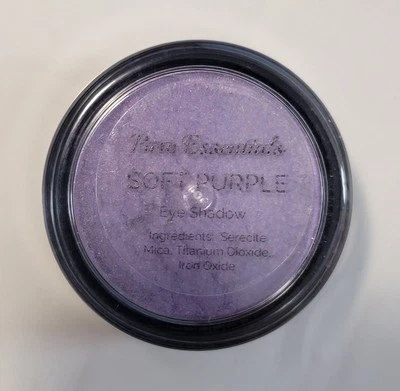 Essentials
SOFT PURPLE
Eye Shadow
Ingredients: Serecite
Mica, Titanium Dioxide,
Iron Oxide